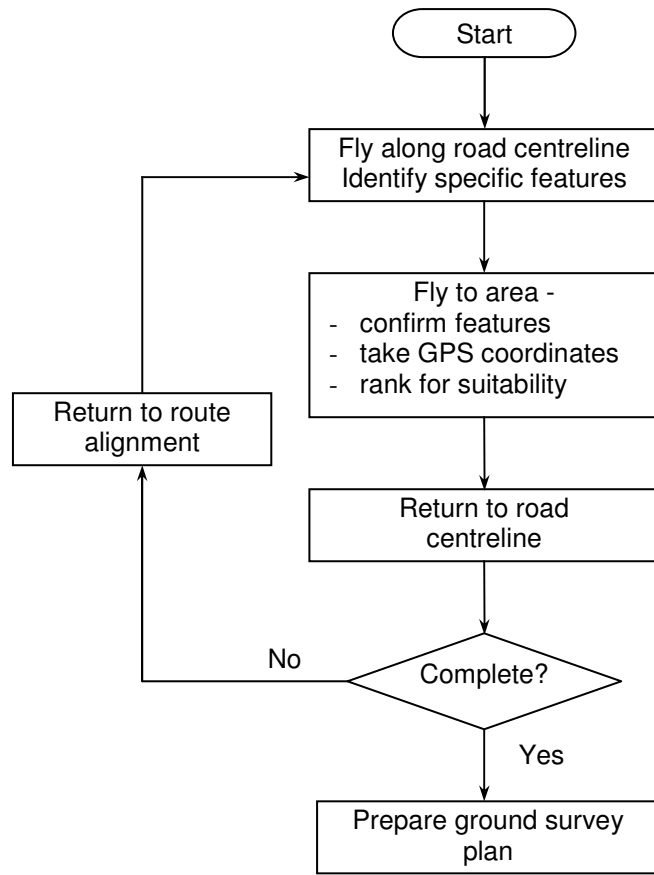 Start
Fly along road centreline
Identify specific features
Fly to area -
- confirm features
- take GPS coordinates
- rank for suitability
Return to route
alignment
Return to road
centreline
No
Complete?
Yes
Prepare ground survey
plan